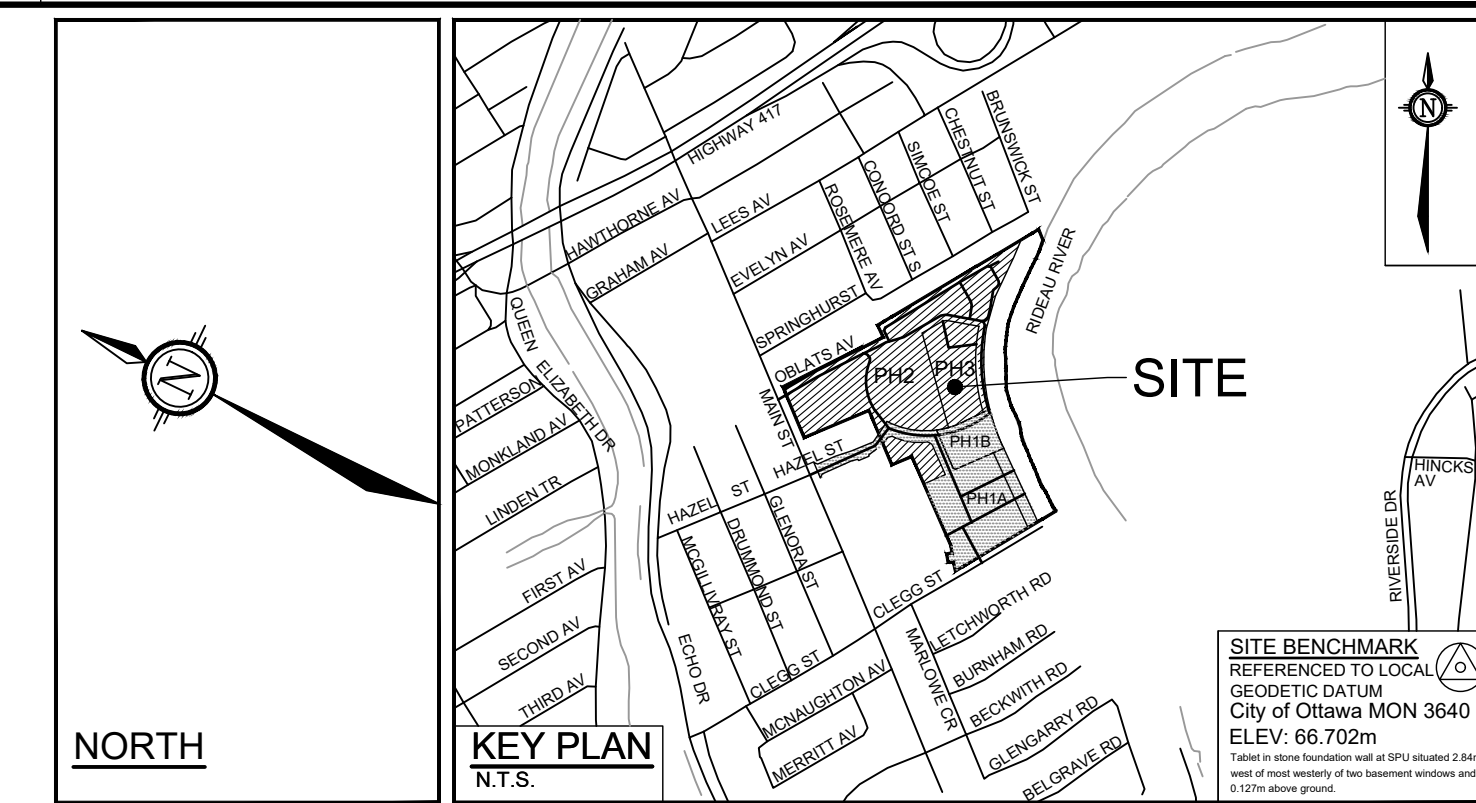 N
NORTH
HIGHWAY 417
BRUNSWICK ST
CHESTNUT ST
SIMCOE ST
CONCORD ST S
ROSEMERE AV
HAWTHORNE AV
LEES AV
GRAHAM AV
EVELYN AV
SPRINGHURST
OBLATS AV
RIDEAU RIVER
QUEEN ELIZABETH DR
MAIN ST
PH2
PH3
SITE
PH1B
PH1A
PATTERSON
MONKLAND AV
LINDEN TR
HAZEL ST
HAZEL ST
GLENORA ST
DRUMMOND ST
MCGILLIVRAY ST
FIRST AV
SECOND AV
THIRD AV
ECHO DR
CLEGG ST
CLEGG ST
MCNAUGHTON AV
MERRITT AV
MARLOWE CR
LETCHWORTH RD
BURNHAM RD
BECKWITH RD
GLENGARRY RD
BELGRAVE RD
KEY PLAN
N.T.S.
N
HINCKS
AV
RIVERSIDE DR
SITE BENCHMARK
REFERENCED TO LOCAL
GEODETIC DATUM
City of Ottawa MON 3640
ELEV: 66.702m
Tablet in stone foundation wall at SPU situated 2.84m
west of most westerly of two basement windows and
0.127m above ground.